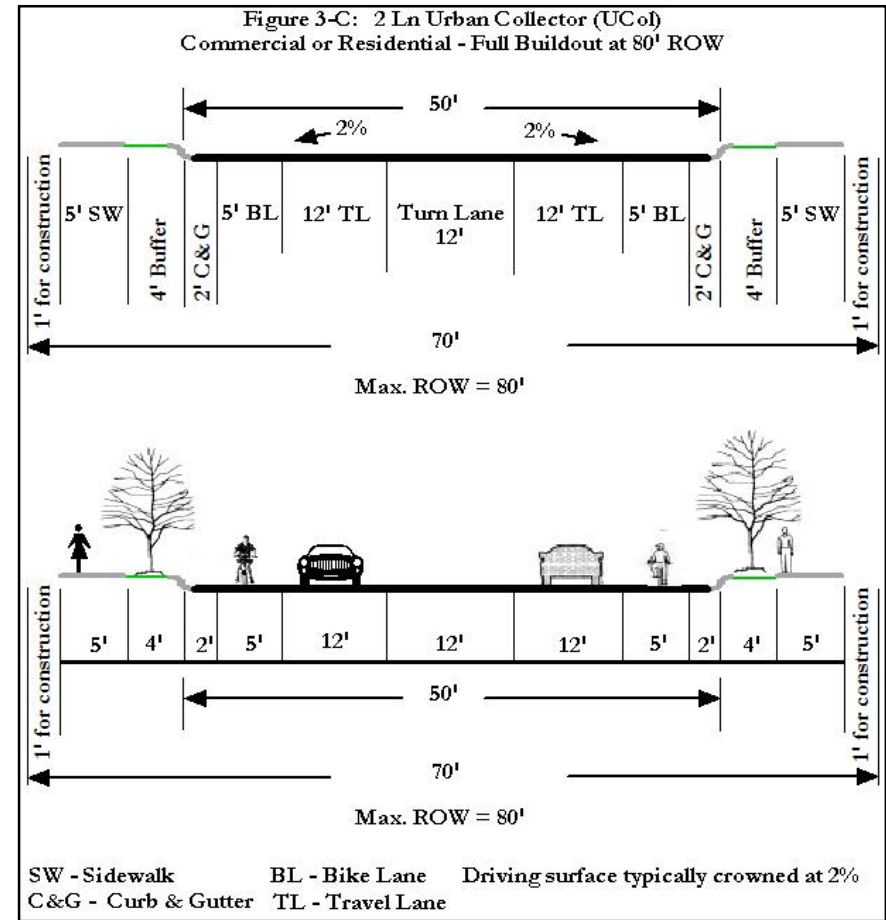 Figure 3-C: 2 Ln Urban Collector (UCol)
Commercial or Residential - Full Buildout at 80' ROW
50'
2%
2%
1' for construction
5' SW
4' Buffer
2' C&G
5' BL
12' TL
Turn Lane
12'
12' TL
5' BL
2' C&G
4' Buffer
5' SW
1' for construction
70'
Max. ROW = 80'
1' for construction
5'
4'
2'
5'
12'
12'
12'
5'
2'
4'
5'
1' for construction
50'
70'
Max. ROW = 80'
SW - Sidewalk
BL - Bike Lane
Driving surface typically crowned at 2%
C&G - Curb & Gutter
TL - Travel Lane